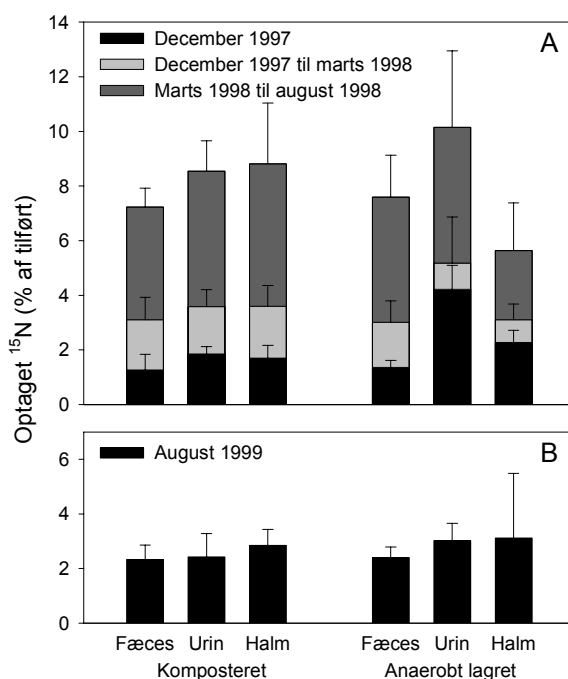 14
12
10
8
6
4
2
0
A
December 1997
December 1997 til marts 1998
Marts 1998 til august 1998
Optaget ¹⁵N (% af tilført)
6
4
2
0
B
August 1999
Fæces Urin Halm Fæces Urin Halm
Komposteret Anaerobt lagret